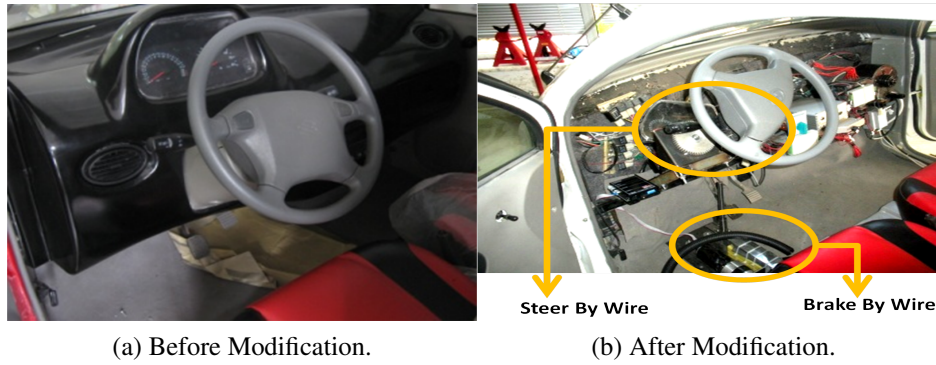 Steer By Wire
Brake By Wire
(a) Before Modification.
(b) After Modification.